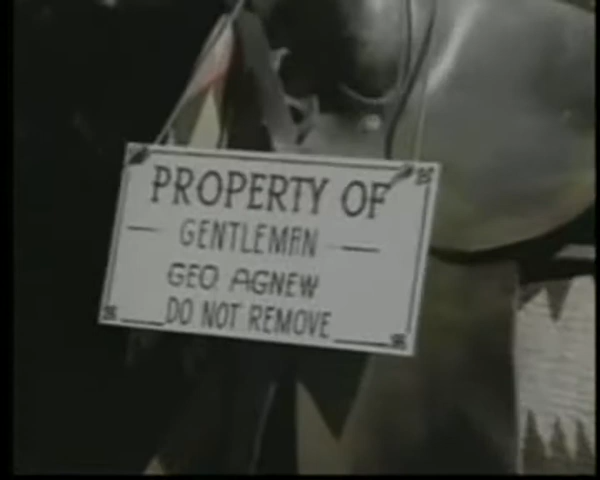 PROPERTY OF
GENTLEMAN
GEO. AGNEW
DO NOT REMOVE